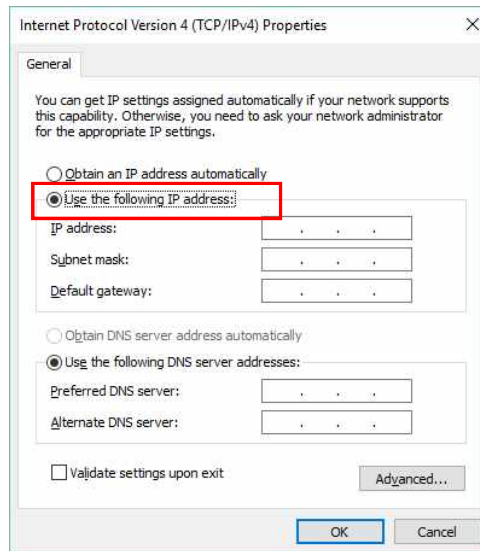 Internet Protocol Version 4 (TCP/IPv4) Properties
General
You can get IP settings assigned automatically if your network supports
this capability. Otherwise, you need to ask your network administrator
for the appropriate IP settings.
Obtain an IP address automatically
Use the following IP address:
IP address:
Subnet mask:
Default gateway:
Obtain DNS server address automatically
Use the following DNS server addresses:
Preferred DNS server:
Alternate DNS server:
Validate settings upon exit
Advanced...
OK
Cancel